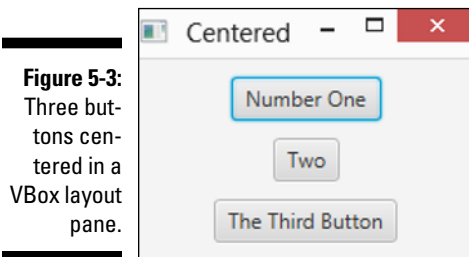 Figure 5-3:
Three but-
tons cen-
tered in a
VBox layout
pane.
Centered
Number One
Two
The Third Button